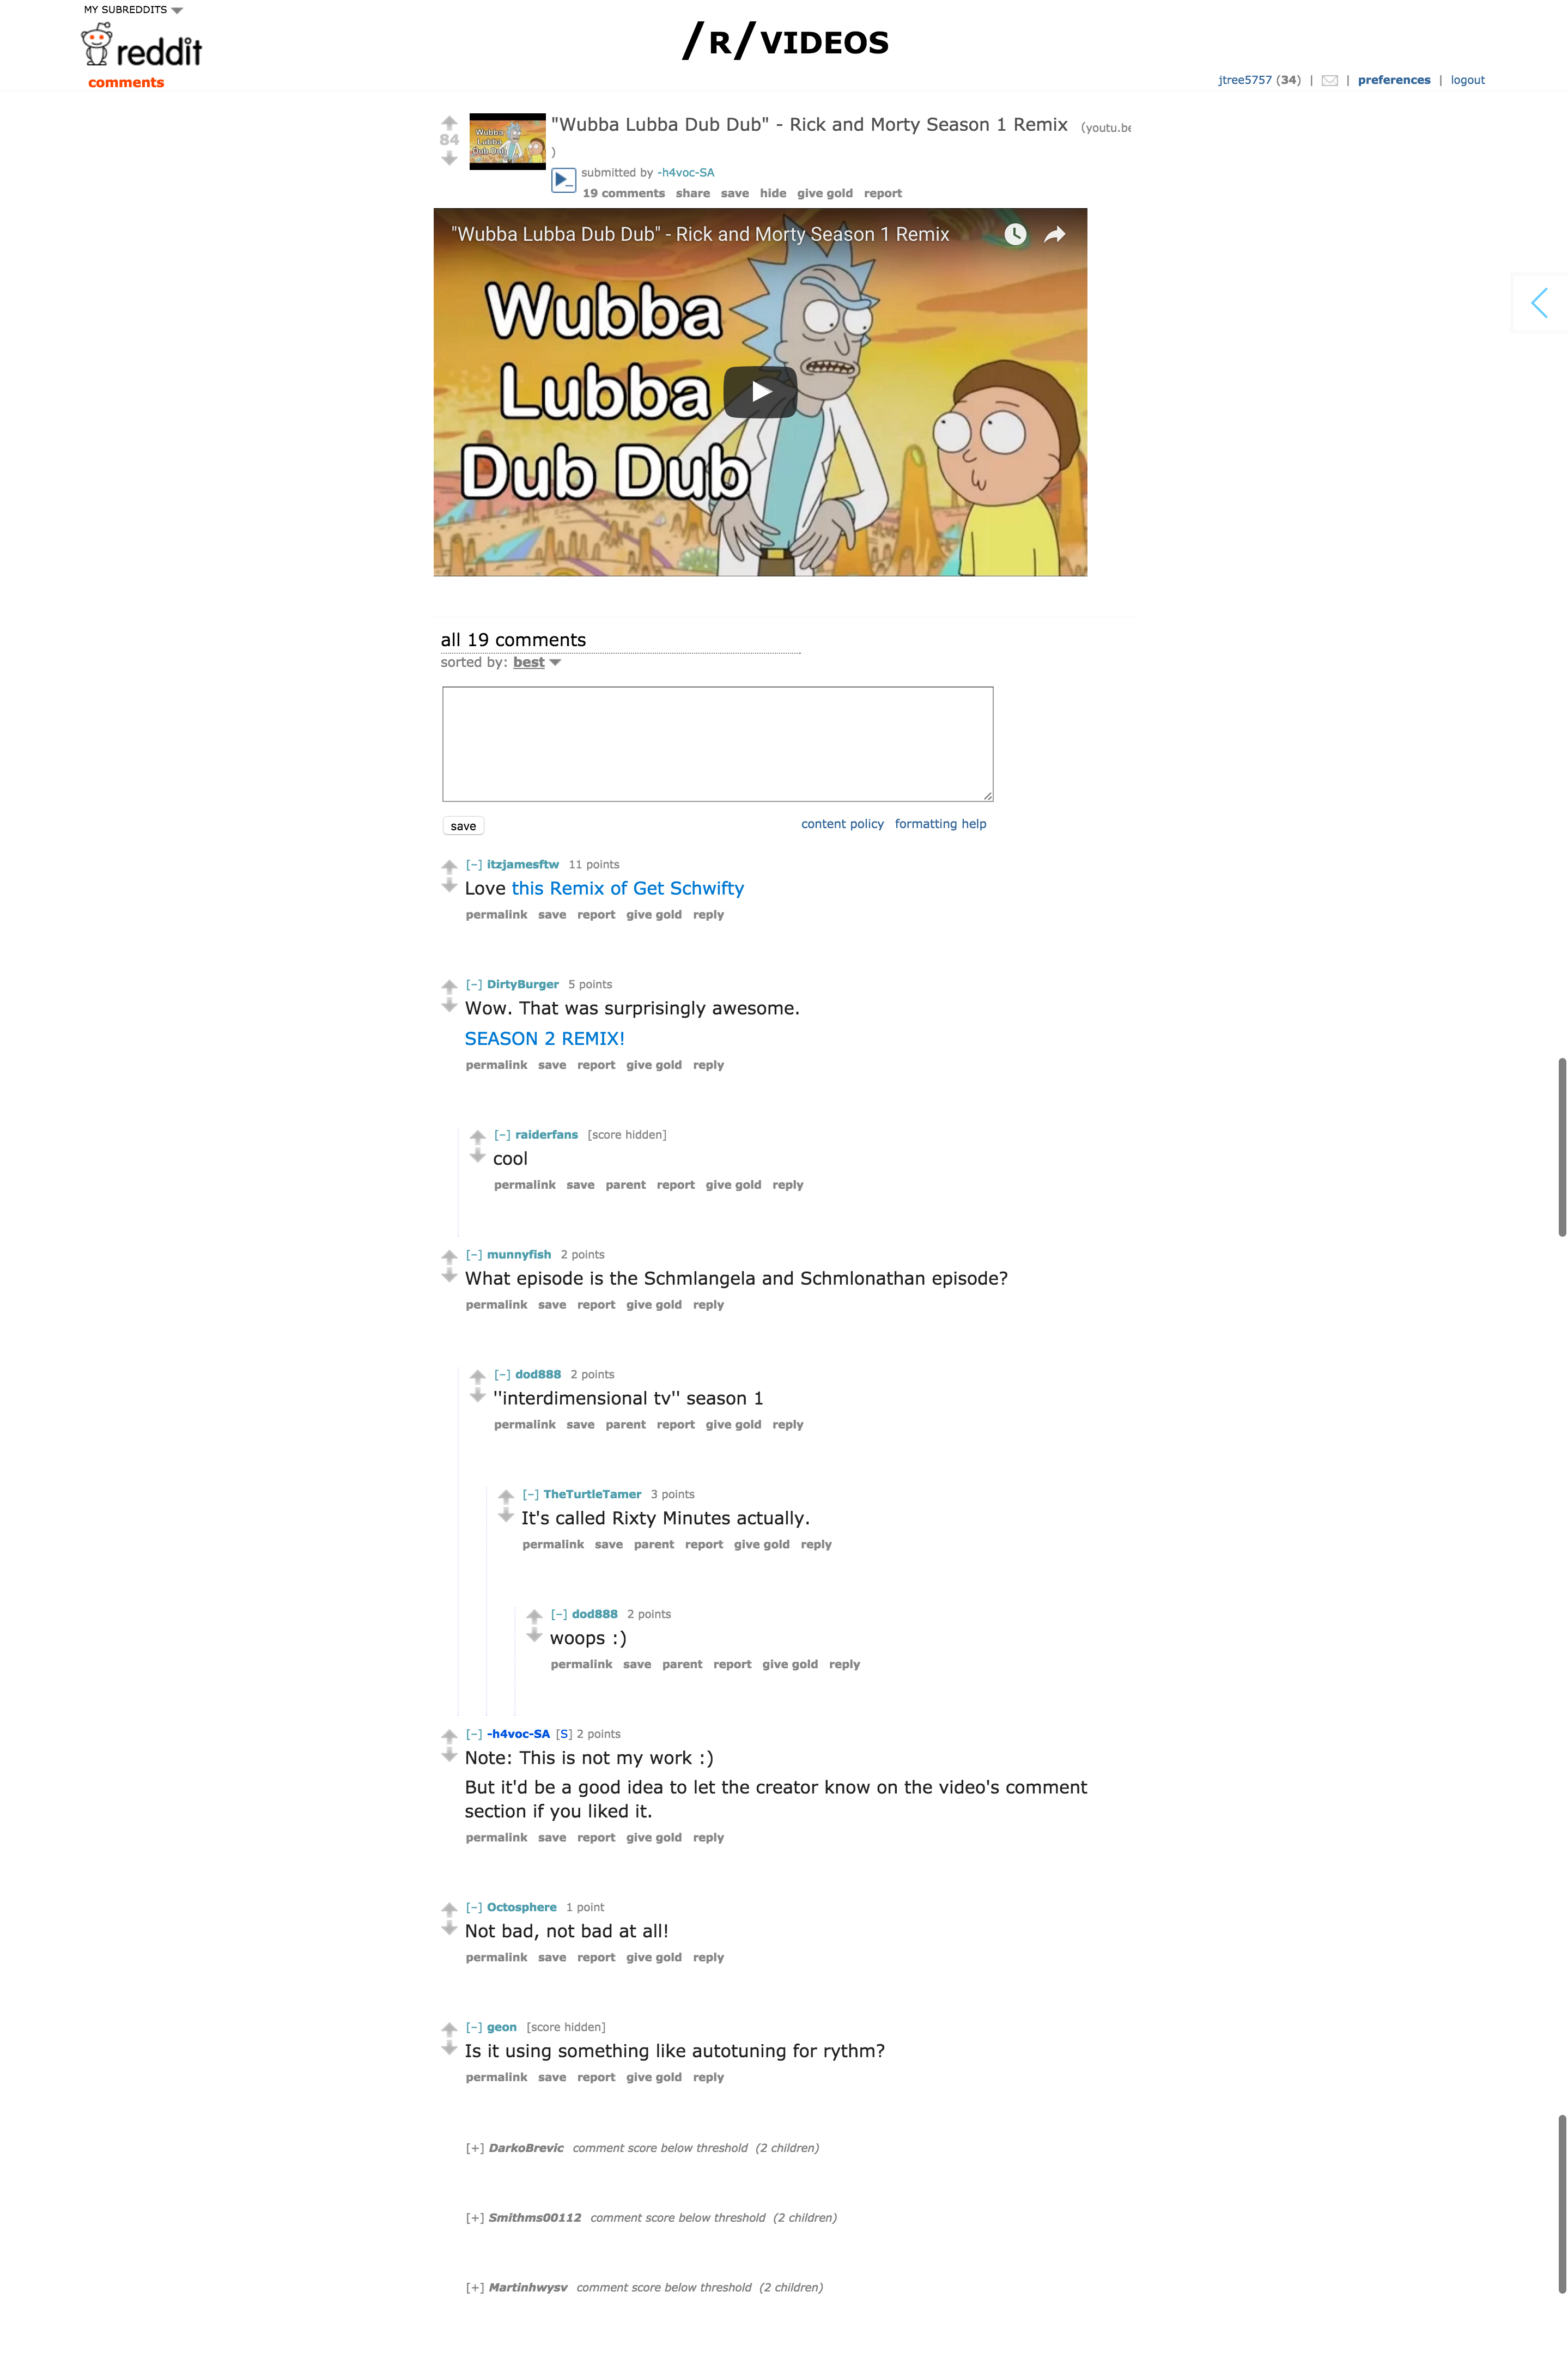 MY SUBREDDITS
reddit
/R/VIDEOS
comments
jtree5757 (34) | | preferences | logout
84
Wubba
Lubba
Dub Dub
"Wubba Lubba Dub Dub" - Rick and Morty Season 1 Remix (youtu.be
)
submitted by -h4voc-SA
19 comments share save hide give gold report
"Wubba Lubba Dub Dub" - Rick and Morty Season 1 Remix
Wubba
Lubba
Dub Dub
all 19 comments
sorted by: best
save
content policy formatting help
[–] itzjamesftw 11 points
Love this Remix of Get Schwifty
permalink save report give gold reply
[–] DirtyBurger 5 points
Wow. That was surprisingly awesome.
SEASON 2 REMIX!
permalink save report give gold reply
[–] raiderfans [score hidden]
cool
permalink save parent report give gold reply
[–] munnyfish 2 points
What episode is the Schmlangela and Schmlonathan episode?
permalink save report give gold reply
[–] dod888 2 points
''interdimensional tv'' season 1
permalink save parent report give gold reply
[–] TheTurtleTamer 3 points
It's called Rixty Minutes actually.
permalink save parent report give gold reply
[–] dod888 2 points
woops :)
permalink save parent report give gold reply
[–] -h4voc-SA [S] 2 points
Note: This is not my work :)
But it'd be a good idea to let the creator know on the video's comment
section if you liked it.
permalink save report give gold reply
[–] Octosphere 1 point
Not bad, not bad at all!
permalink save report give gold reply
[–] geon [score hidden]
Is it using something like autotuning for rythm?
permalink save report give gold reply
[+] DarkoBrevic comment score below threshold (2 children)
[+] Smithms00112 comment score below threshold (2 children)
[+] Martinhwysv comment score below threshold (2 children)